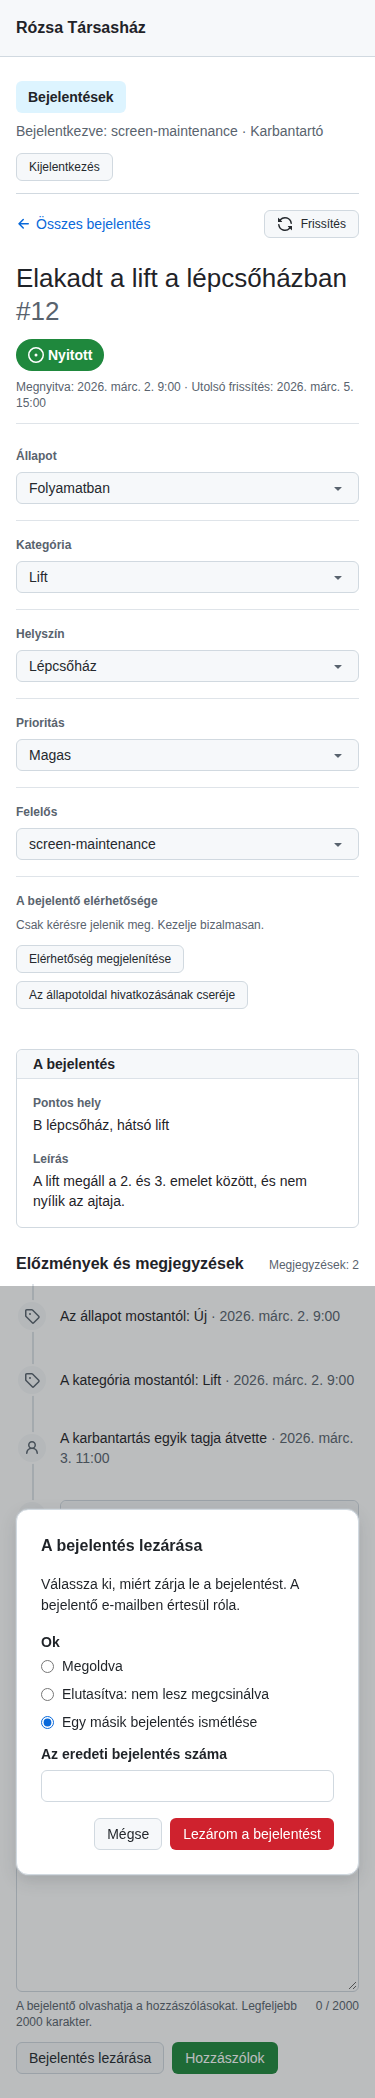 Rózsa Társasház
Bejelentések
Bejelentkezve: screen-maintenance · Karbantartó
Kijelentkezés
← Összes bejelentés
Frissítés
Elakadt a lift a lépcsőházban
#12
Nyitott
Megnyitva: 2026. márc. 2. 9:00 · Utolsó frissítés: 2026. márc. 5.
15:00
Állapot
Folyamatban
Kategória
Lift
Helyszín
Lépcsőház
Prioritás
Magas
Felelős
screen-maintenance
A bejelentő elérhetősége
Csak kérésre jelenik meg. Kezelje bizalmasan.
Elérhetőség megjelenítése
Az állapotoldal hivatkozásának cseréje
A bejelentés
Pontos hely
B lépcsőház, hátsó lift
Leírás
A lift megáll a 2. és 3. emelet között, és nem
nyílik az ajtaja.
Előzmények és megjegyzések
Megjegyzések: 2
Az állapot mostantól: Új · 2026. márc. 2. 9:00
A kategória mostantól: Lift · 2026. márc. 2. 9:00
A karbantartás egyik tagja átvette · 2026. márc.
3. 11:00
A bejelentés lezárása
Válassza ki, miért zárja le a bejelentést. A
bejelentő e-mailben értesül róla.
Ok
Megoldva
Elutasítva: nem lesz megcsinálva
Egy másik bejelentés ismétlése
Az eredeti bejelentés száma
Mégse
Lezárom a bejelentést
A bejelentő olvashatja a hozzászólásokat. Legfeljebb
2000 karakter.
0 / 2000
Bejelentés lezárása
Hozzászólok